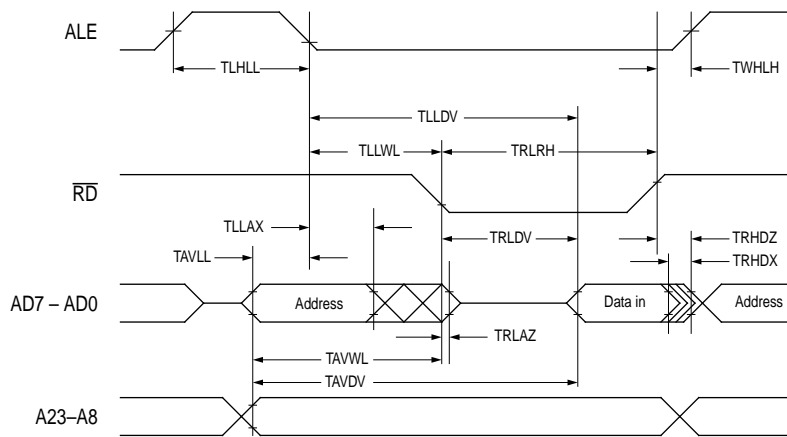 ALE
TLHLL
TWHLH
TLLDV
TLLWL
TRLRH
RD
TLLAX
TRLDV
TRHDZ
TAVLL
TRHDX
AD7 – AD0
Address
Data in
Address
TRLAZ
TAVWL
TAVDV
A23–A8